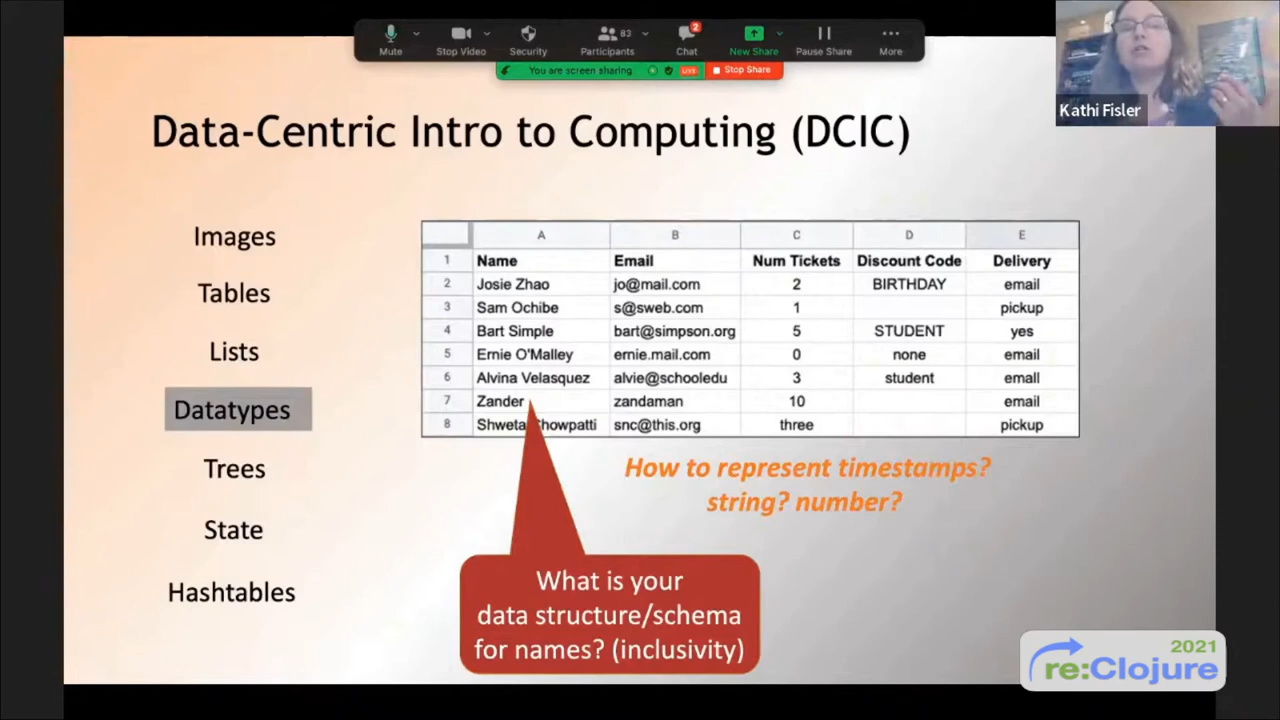 Mute
Stop Video
Security
Participants
83
Chat
2
New Share
Pause Share
More
You are screen sharing
LIVE
Stop Share
Kathi Fisler
Data-Centric Intro to Computing (DCIC)
Images
Tables
Lists
Datatypes
Trees
State
Hashtables
A B C D E
1 Name Email Num Tickets Discount Code Delivery
2 Josie Zhao jo@mail.com 2 BIRTHDAY email
3 Sam Ochibe s@sweb.com 1 pickup
4 Bart Simple bart@simpson.org 5 STUDENT yes
5 Ernie O'Malley ernie.mail.com 0 none email
6 Alvina Velasquez alvie@schooledu 3 student emall
7 Zander zandaman 10 email
8 Shweta Chowpatti snc@this.org three pickup
How to represent timestamps?
string? number?
What is your
data structure/schema
for names? (inclusivity)
2021
re:Clojure